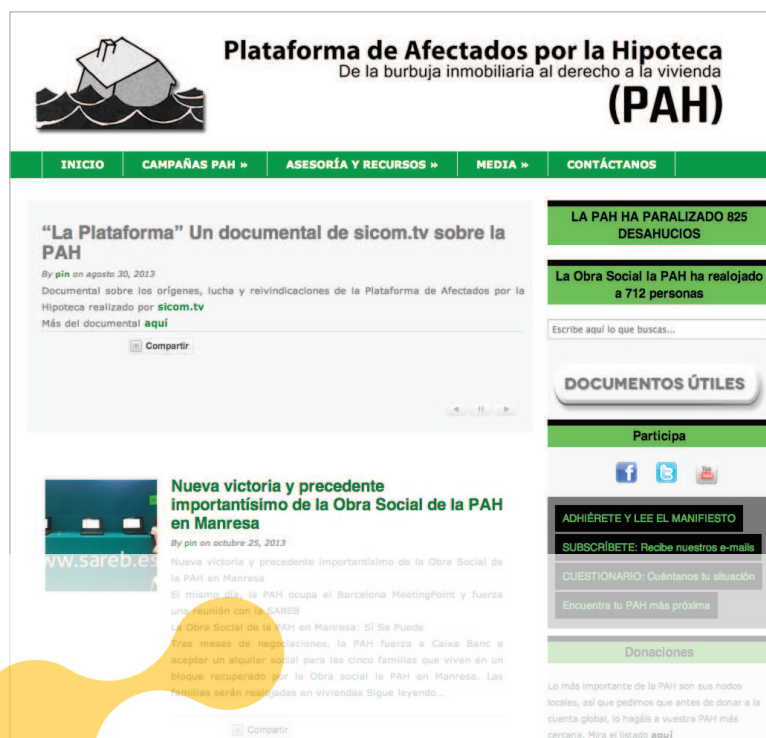 Plataforma de Afectados por la Hipoteca
De la burbuja inmobiliaria al derecho a la vivienda
(PAH)
INICIO
CAMPAÑAS PAH »
ASESORÍA Y RECURSOS »
MEDIA »
CONTÁCTANOS
“La Plataforma” Un documental de sicom.tv sobre la
PAH
By pin on agosto 30, 2013
Documental sobre los orígenes, lucha y reivindicaciones de la Plataforma de Afectados por la
Hipoteca realizado por sicom.tv
Más del documental aquí
Compartir
Nueva victoria y precedente
importantísimo de la Obra Social de la PAH
en Manresa
By pin on octubre 25, 2013
www.sareb.es
Nueva victoria y precedente importantísimo de la Obra Social de
la PAH en Manresa
El mismo día, la PAH ocupa el Barcelona MeetingPoint y fuerza
una reunión con la SAREB
La Obra Social de la PAH en Manresa: Sí Se Puede
Tras meses de negociaciones, la PAH fuerza a Caixa Banc a
aceptar un alquiler social para las cinco familias que viven en un
bloque recuperado por la Obra social la PAH en Manresa. Las
familias serán realojadas en viviendas Sigue leyendo...
Compartir
LA PAH HA PARALIZADO 825
DESAHUCIOS
La Obra Social la PAH ha realojado
a 712 personas
Escribe aquí lo que buscas...
DOCUMENTOS ÚTILES
Participa
ADHIÉRETE Y LEE EL MANIFIESTO
SUBSCRÍBETE: Recibe nuestros e-mails
CUESTIONARIO: Cuéntanos tu situación
Encuentra tu PAH más próxima
Donaciones
Lo más importante de la PAH son sus nodos
locales, así que pedimos que antes de donar a la
cuenta global, lo hagáis a vuestra PAH más
cercana. Mira el listado aquí